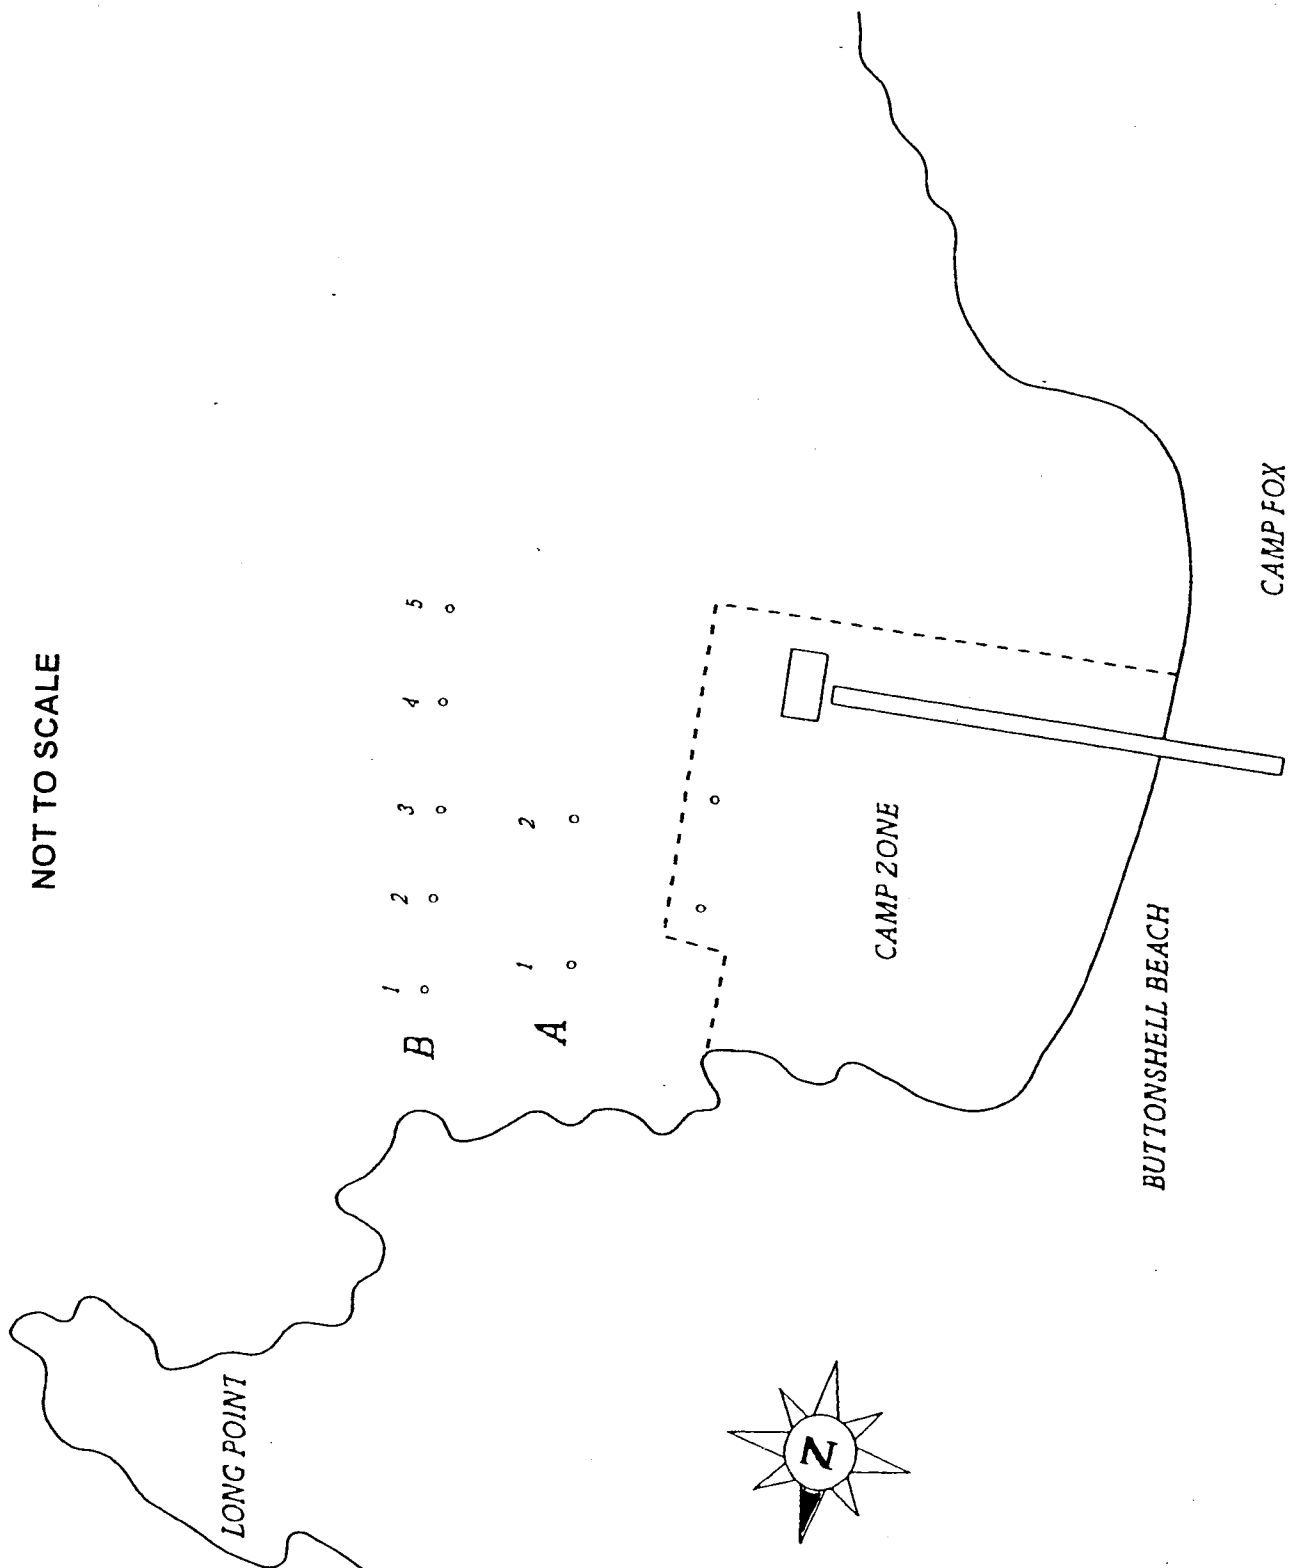 NOT TO SCALE
LONG POINT
B
1
2
3
4
5
A
1
2
CAMP ZONE
BUTTONSHELL BEACH
CAMP FOX
N